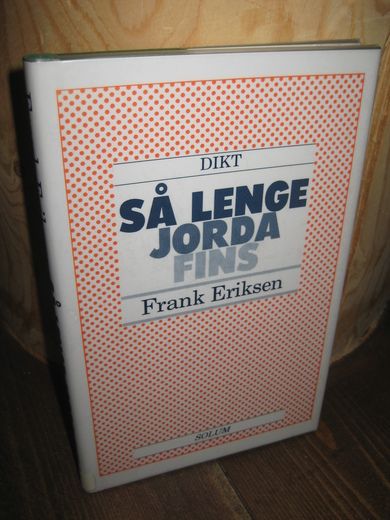 DIKT
SÅ LENGE
JORDA
FINS
Frank Eriksen
SOLUM